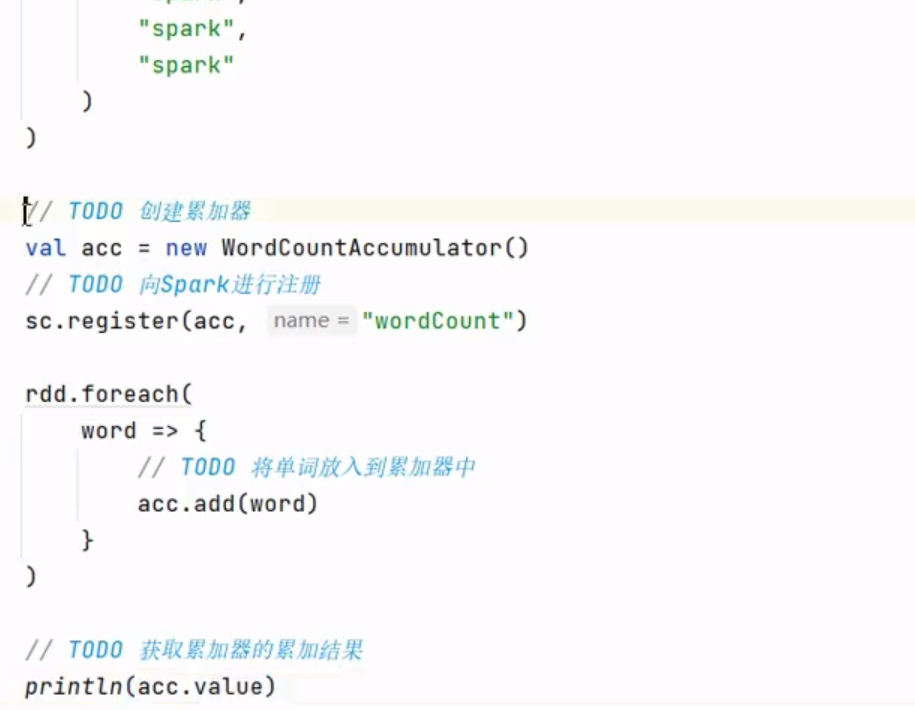 "spark",
"spark"
)
)
// TODO 创建累加器
val acc = new WordCountAccumulator()
// TODO 向Spark进行注册
sc.register(acc, name = "wordCount")
rdd.foreach(
word => {
// TODO 将单词放入到累加器中
acc.add(word)
}
)
// TODO 获取累加器的累加结果
println(acc.value)